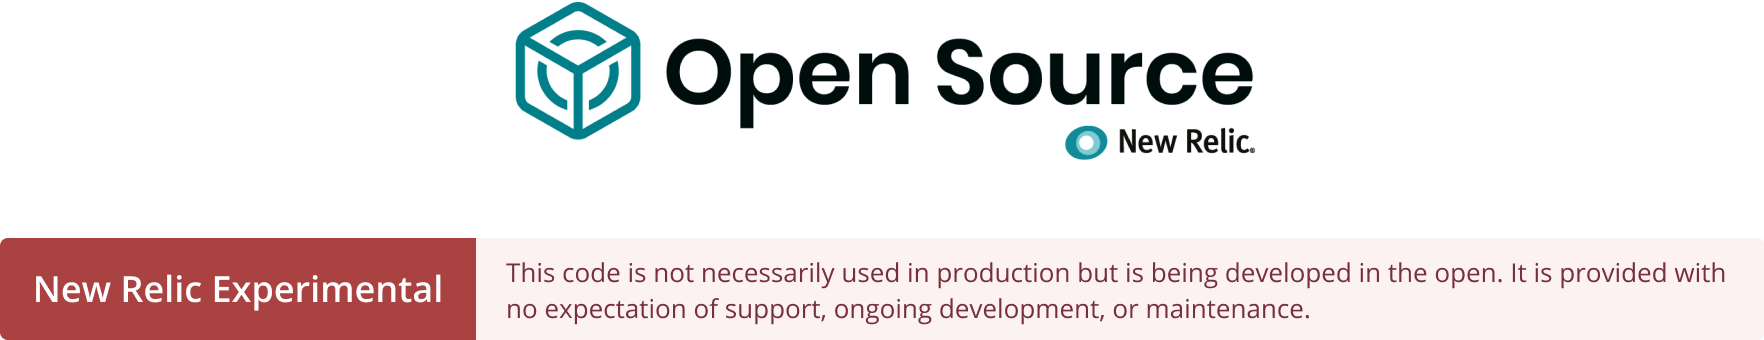 Open Source
New Relic®
New Relic Experimental
This code is not necessarily used in production but is being developed in the open. It is provided with
no expectation of support, ongoing development, or maintenance.